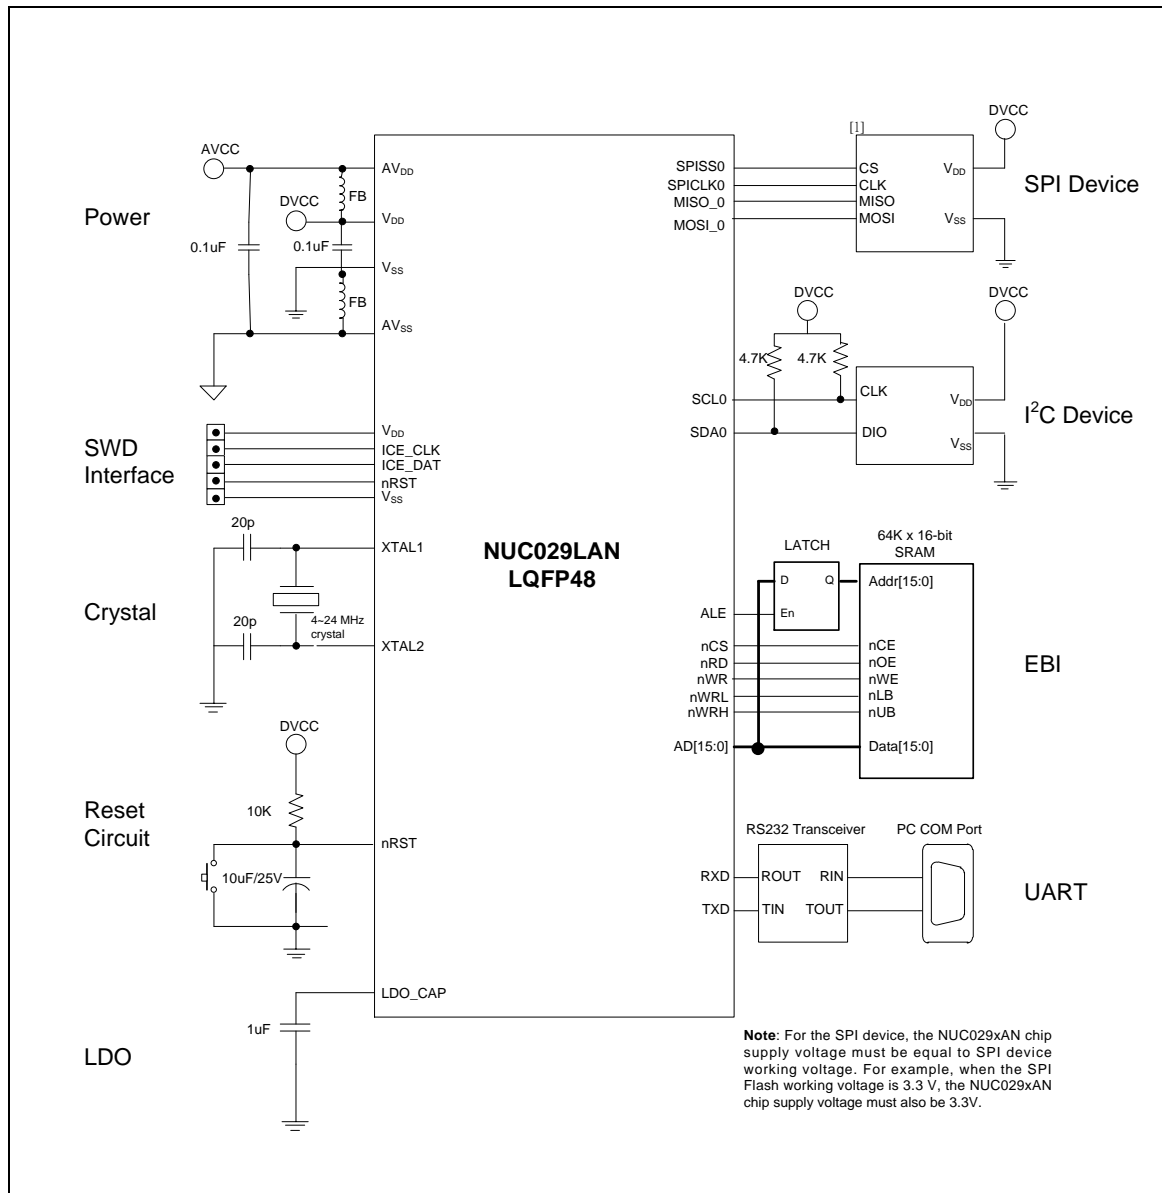 Power
AVCC
AVDD
FB
DVCC
VDD
0.1uF
0.1uF
VSS
FB
AVSS
SWD
Interface
VDD
ICE_CLK
ICE_DAT
nRST
VSS
Crystal
20p
XTAL1
4~24 MHz
crystal
20p
XTAL2
Reset
Circuit
DVCC
10K
nRST
10uF/25V
LDO
LDO_CAP
1uF
NUC029LAN
LQFP48
[1]
DVCC
SPISS0
CS
VDD
SPICLK0
CLK
MISO_0
MISO
MOSI_0
MOSI
VSS
SPI Device
DVCC
DVCC
4.7K
4.7K
SCL0
CLK
VDD
SDA0
DIO
VSS
I2C Device
LATCH
64K x 16-bit
SRAM
D
Q
Addr[15:0]
ALE
En
nCS
nCE
nRD
nOE
nWR
nWE
nWRL
nLB
nWRH
nUB
AD[15:0]
Data[15:0]
EBI
RS232 Transceiver
PC COM Port
RXD
ROUT
RIN
TXD
TIN
TOUT
UART
Note: For the SPI device, the NUC029xAN chip
supply voltage must be equal to SPI device
working voltage. For example, when the SPI
Flash working voltage is 3.3 V, the NUC029xAN
chip supply voltage must also be 3.3V.